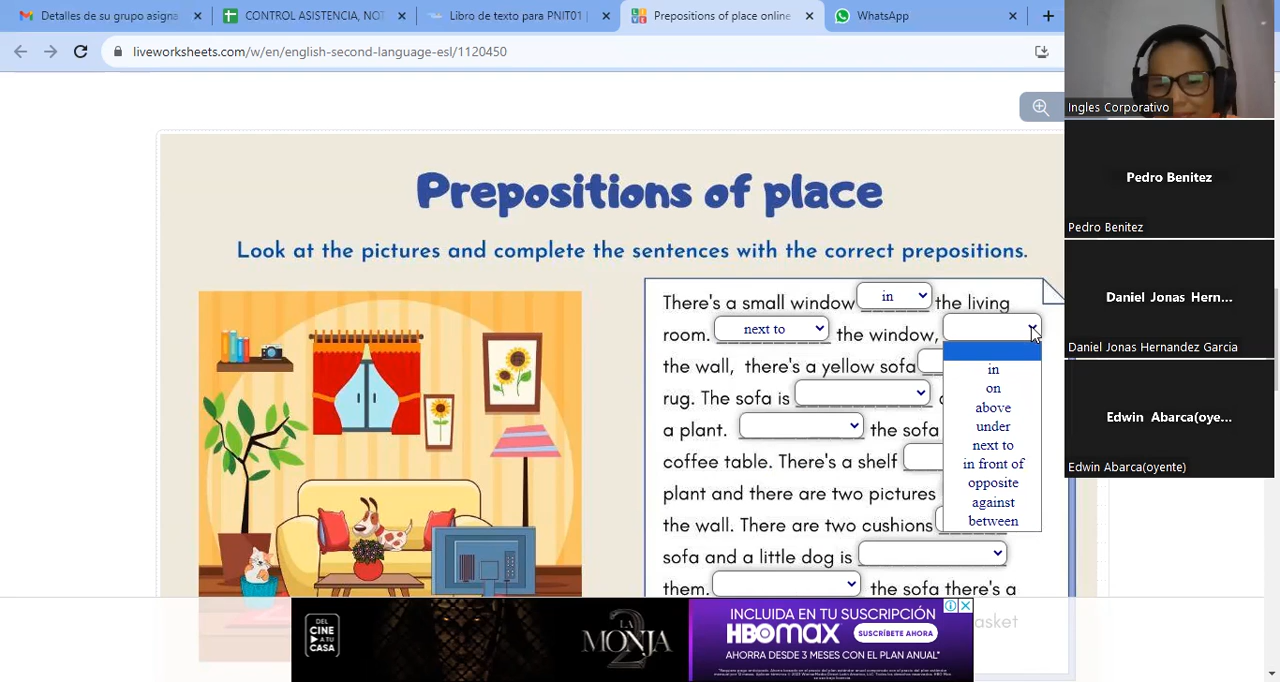 Detalles de su grupo asigna
CONTROL ASISTENCIA, NOT
Libro de texto para PNIT01 |
Prepositions of place online
WhatsApp
liveworksheets.com/w/en/english-second-language-esl/1120450
Ingles Corporativo
Pedro Benitez
Pedro Benitez
Daniel Jonas Hern...
Daniel Jonas Hernandez Garcia
Edwin Abarca(oye...
Edwin Abarca(oyente)
Prepositions of place
Look at the pictures and complete the sentences with the correct prepositions.
There's a small window in the living
room. next to the window,
the wall, there's a yellow sofa
rug. The sofa is
a plant. the sofa
coffee table. There's a shelf
plant and there are two pictures
the wall. There are two cushions
sofa and a little dog is
them. the sofa there's a
asket
in
on
above
under
next to
in front of
opposite
against
between
DEL
CINE
A TU
CASA
LA
MONJA
2
INCLUIDA EN TU SUSCRIPCIÓN
HBOMAX
SUSCRÍBETE AHORA
AHORRA DESDE 3 MESES CON EL PLAN ANUAL*